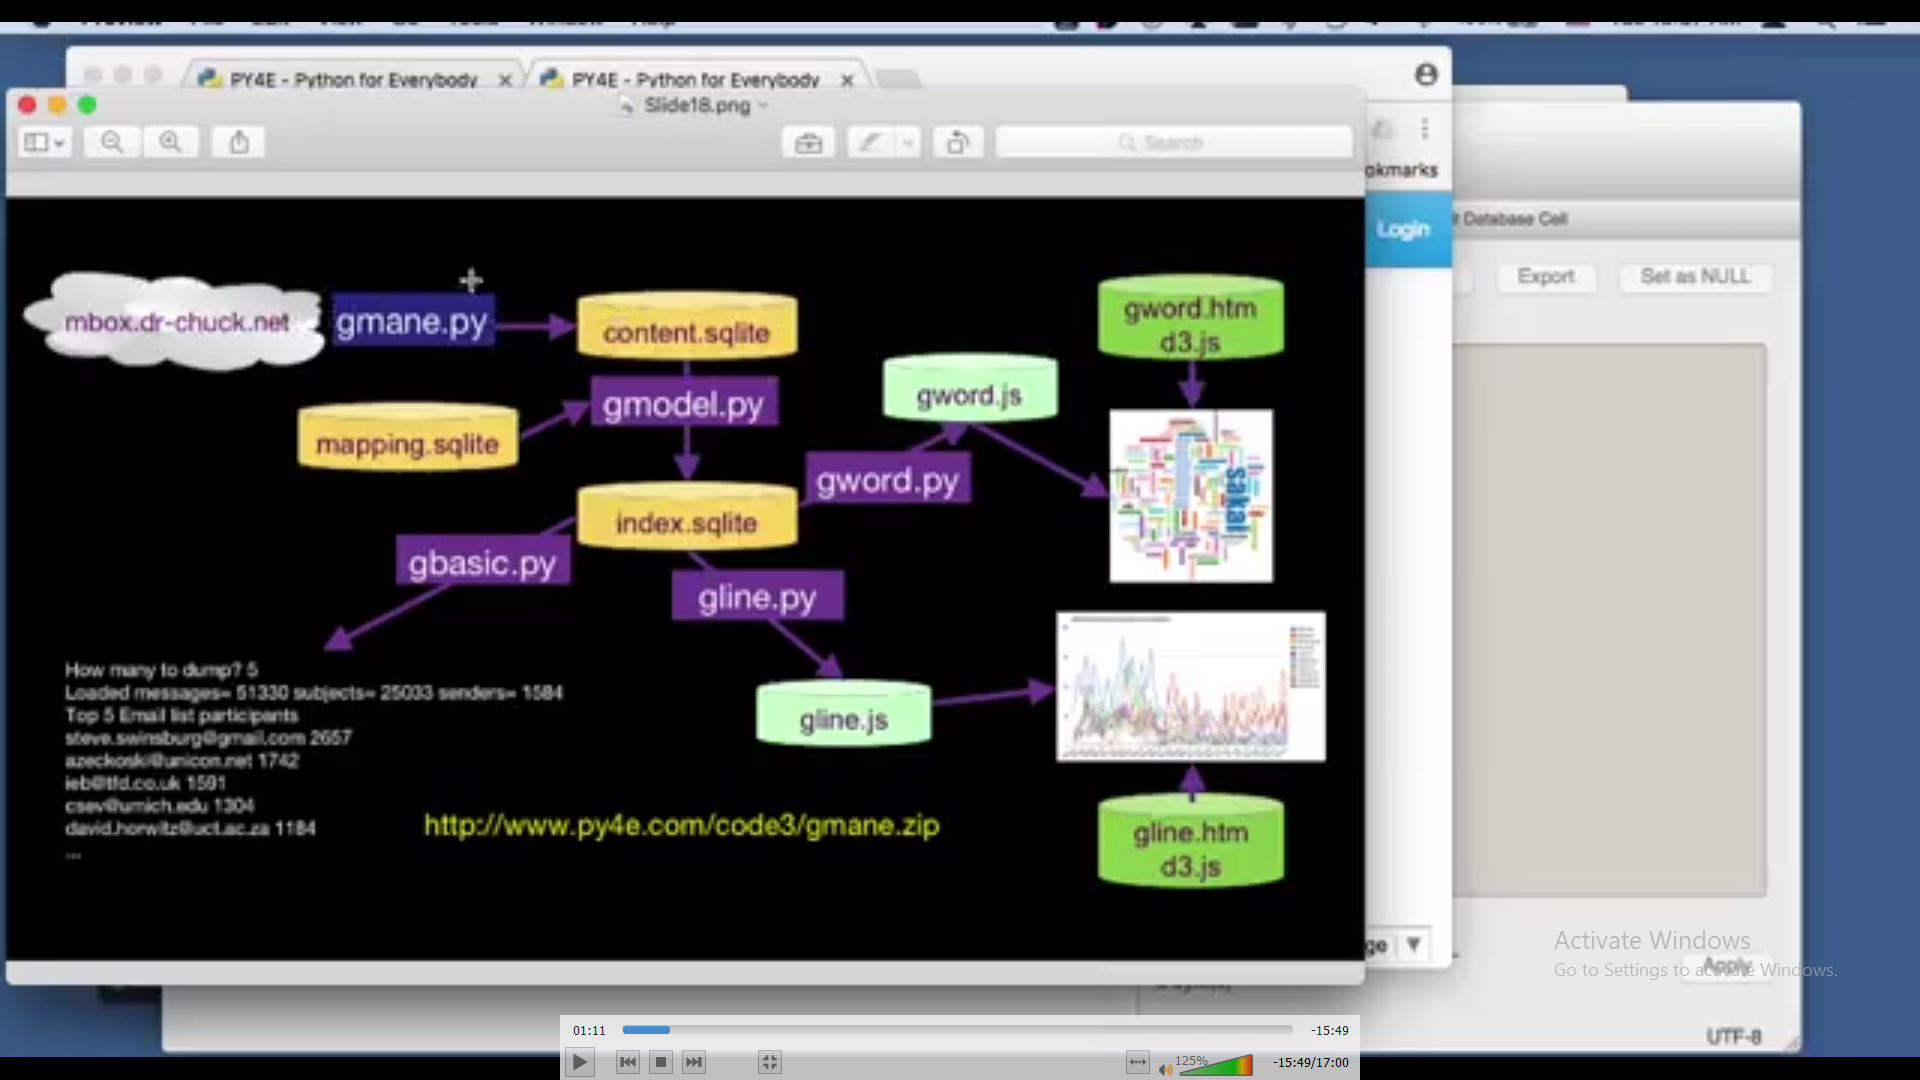 PY4E - Python for Everybody
PY4E - Python for Everybody
Slide18.png
Search
okmarks
Login
Database Cell
Export
Set as NULL
mbox.dr-chuck.net
gmane.py
content.sqlite
gword.htm
d3.js
gmodel.py
gword.js
mapping.sqlite
gword.py
sakai
index.sqlite
gbasic.py
gline.py
How many to dump? 5
Loaded messages= 51330 subjects= 25033 senders= 1584
Top 5 Email list participants
steve.swinsburg@gmail.com 2657
azeckoski@unicon.net 1742
ieb@tfd.co.uk 1591
csev@umich.edu 1304
david.horwitz@uct.ac.za 1184
...
gline.js
http://www.py4e.com/code3/gmane.zip
gline.htm
d3.js
ge
Activate Windows
Go to Settings to activate Windows.
Apply
UTF-8
01:11
-15:49
125%
-15:49/17:00